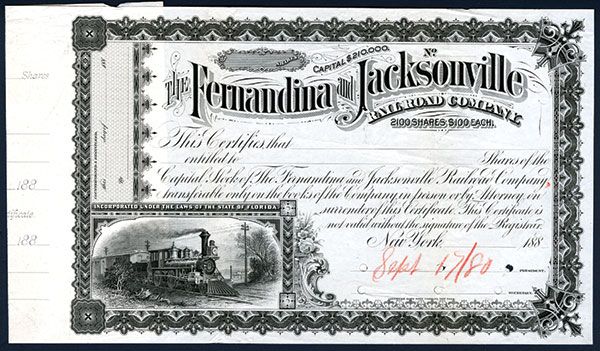 Shares
188
188
CAPITAL $210,000.
No
THE Fernandina and Jacksonville
RAILROAD COMPANY.
2100 SHARES, $100 EACH.
This Certifies that
entitled to Shares of the
Capital Stock of The Fernandina and Jacksonville Railroad Company,
transferable only on the books of the Company, in person or by Attorney, on
surrender of this Certificate. This Certificate is
not valid without the signature of the Registrar.
INCORPORATED UNDER THE LAWS OF THE STATE OF FLORIDA.
New York, 188
Sept 17/80
PRESIDENT.